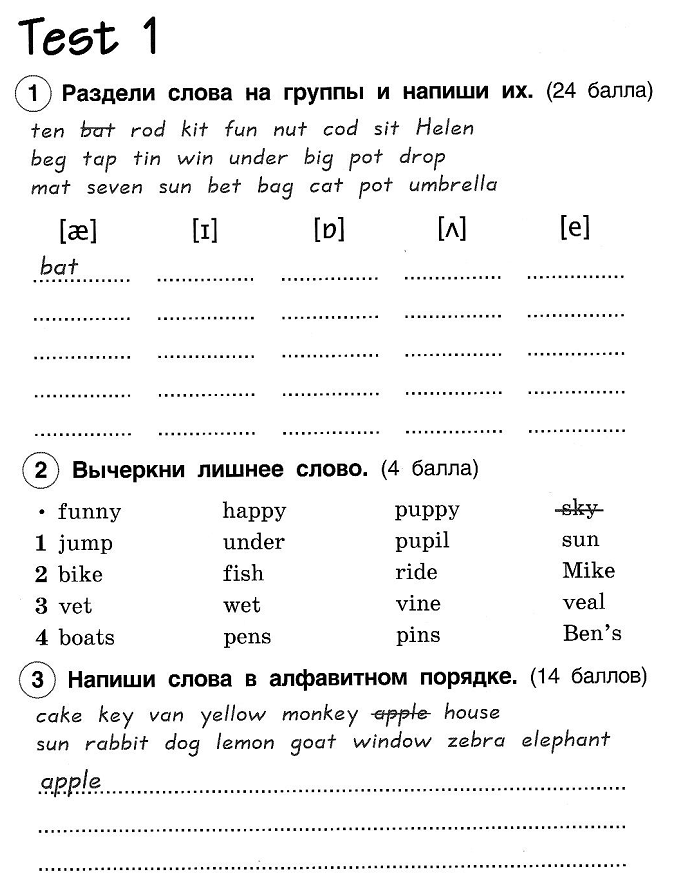 Test 1
1 Раздели слова на группы и напиши их. (24 балла)
ten bat rod kit fun nut cod sit Helen
beg tap tin win under big pot drop
mat seven sun bet bag cat pot umbrella
[æ] [ɪ] [ɒ] [ʌ] [e]
bat
2 Вычеркни лишнее слово. (4 балла)
• funny happy puppy sky
1 jump under pupil sun
2 bike fish ride Mike
3 vet wet vine veal
4 boats pens pins Ben's
3 Напиши слова в алфавитном порядке. (14 баллов)
cake key van yellow monkey apple house
sun rabbit dog lemon goat window zebra elephant
apple